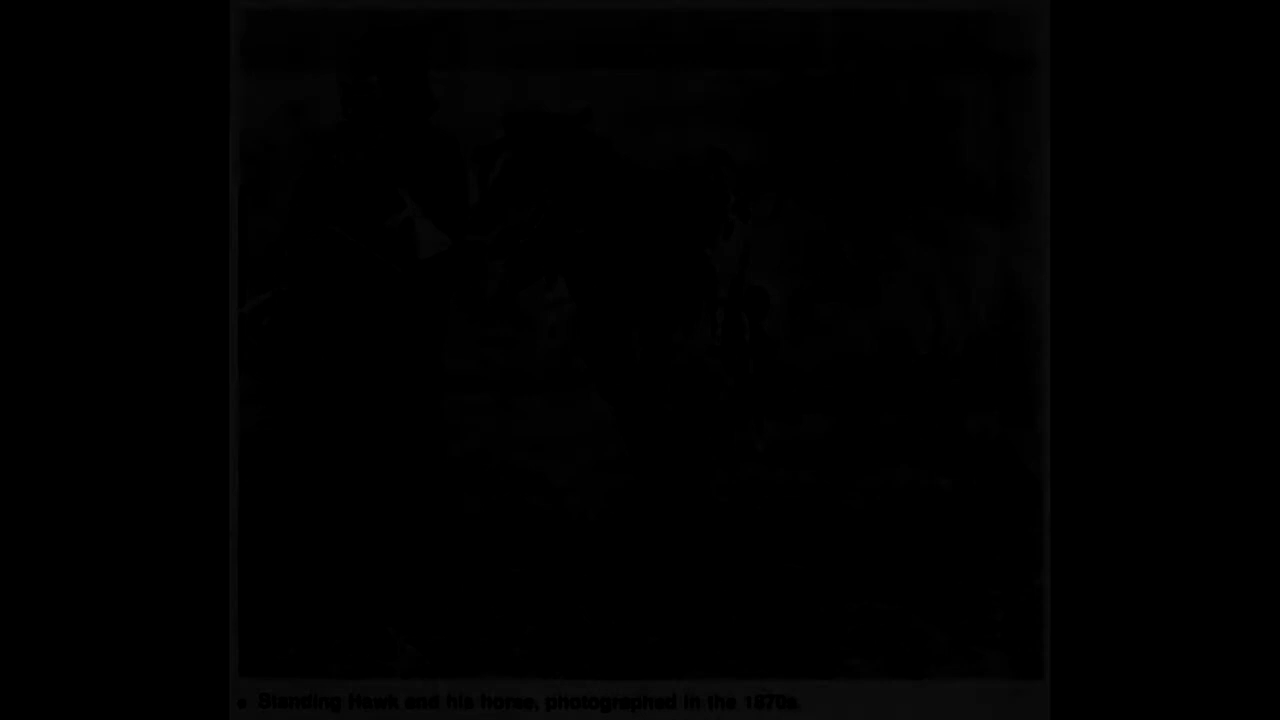 • Standing Hawk and his horse, photographed in the 1870s.